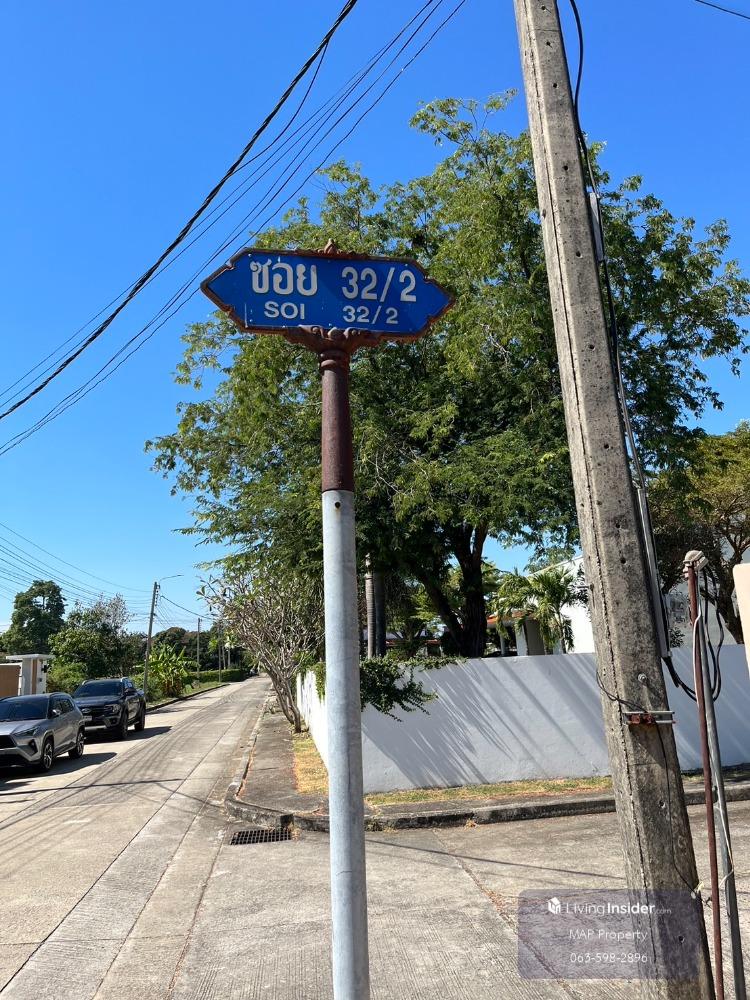 ซอย 32/2
SOI 32/2
LivingInsider.com
MAP Property
063-598-2896